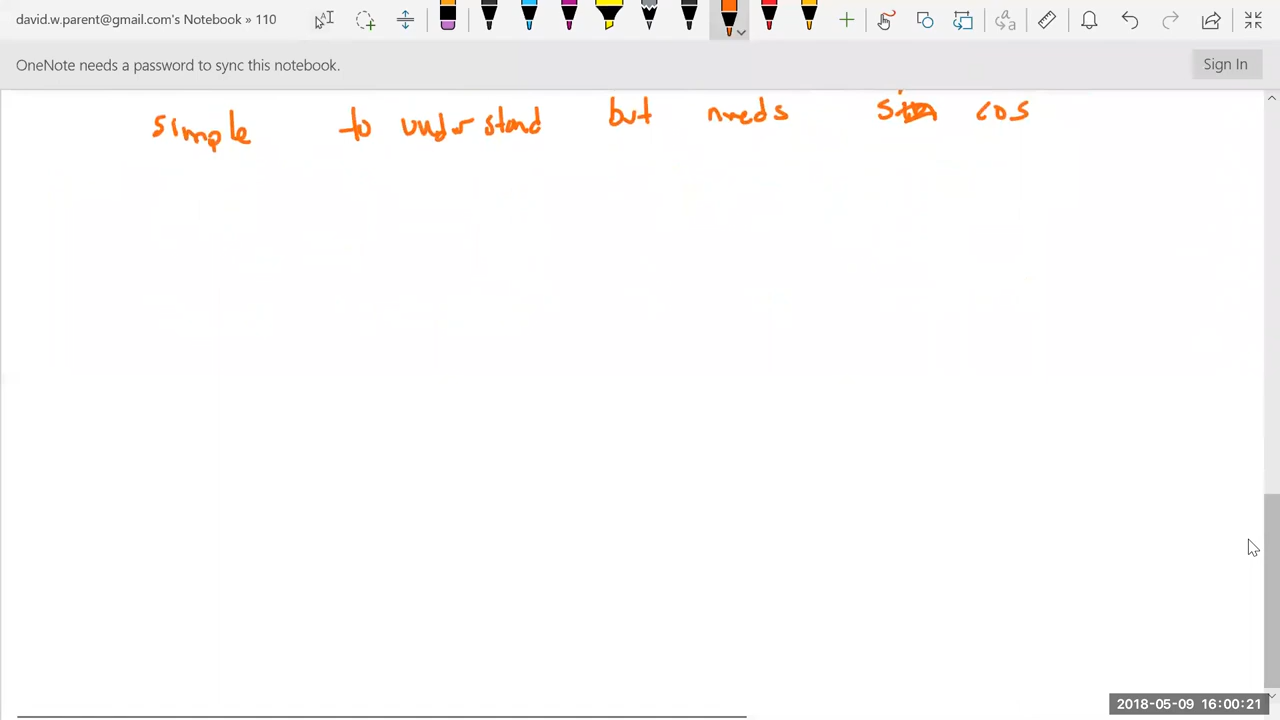 david.w.parent@gmail.com's Notebook » 110
OneNote needs a password to sync this notebook.
Sign In
simple to understand but needs sin cos
2018-05-09 16:00:21